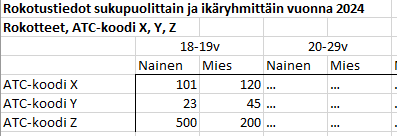 Rokotustiedot sukupuolittain ja ikäryhmittäin vuonna 2024
Rokotteet, ATC-koodi X, Y, Z
18-19v 20-29v
Nainen Mies Nainen Mies
ATC-koodi X 101 120 ... ...
ATC-koodi Y 23 45 ... ...
ATC-koodi Z 500 200 ... ...